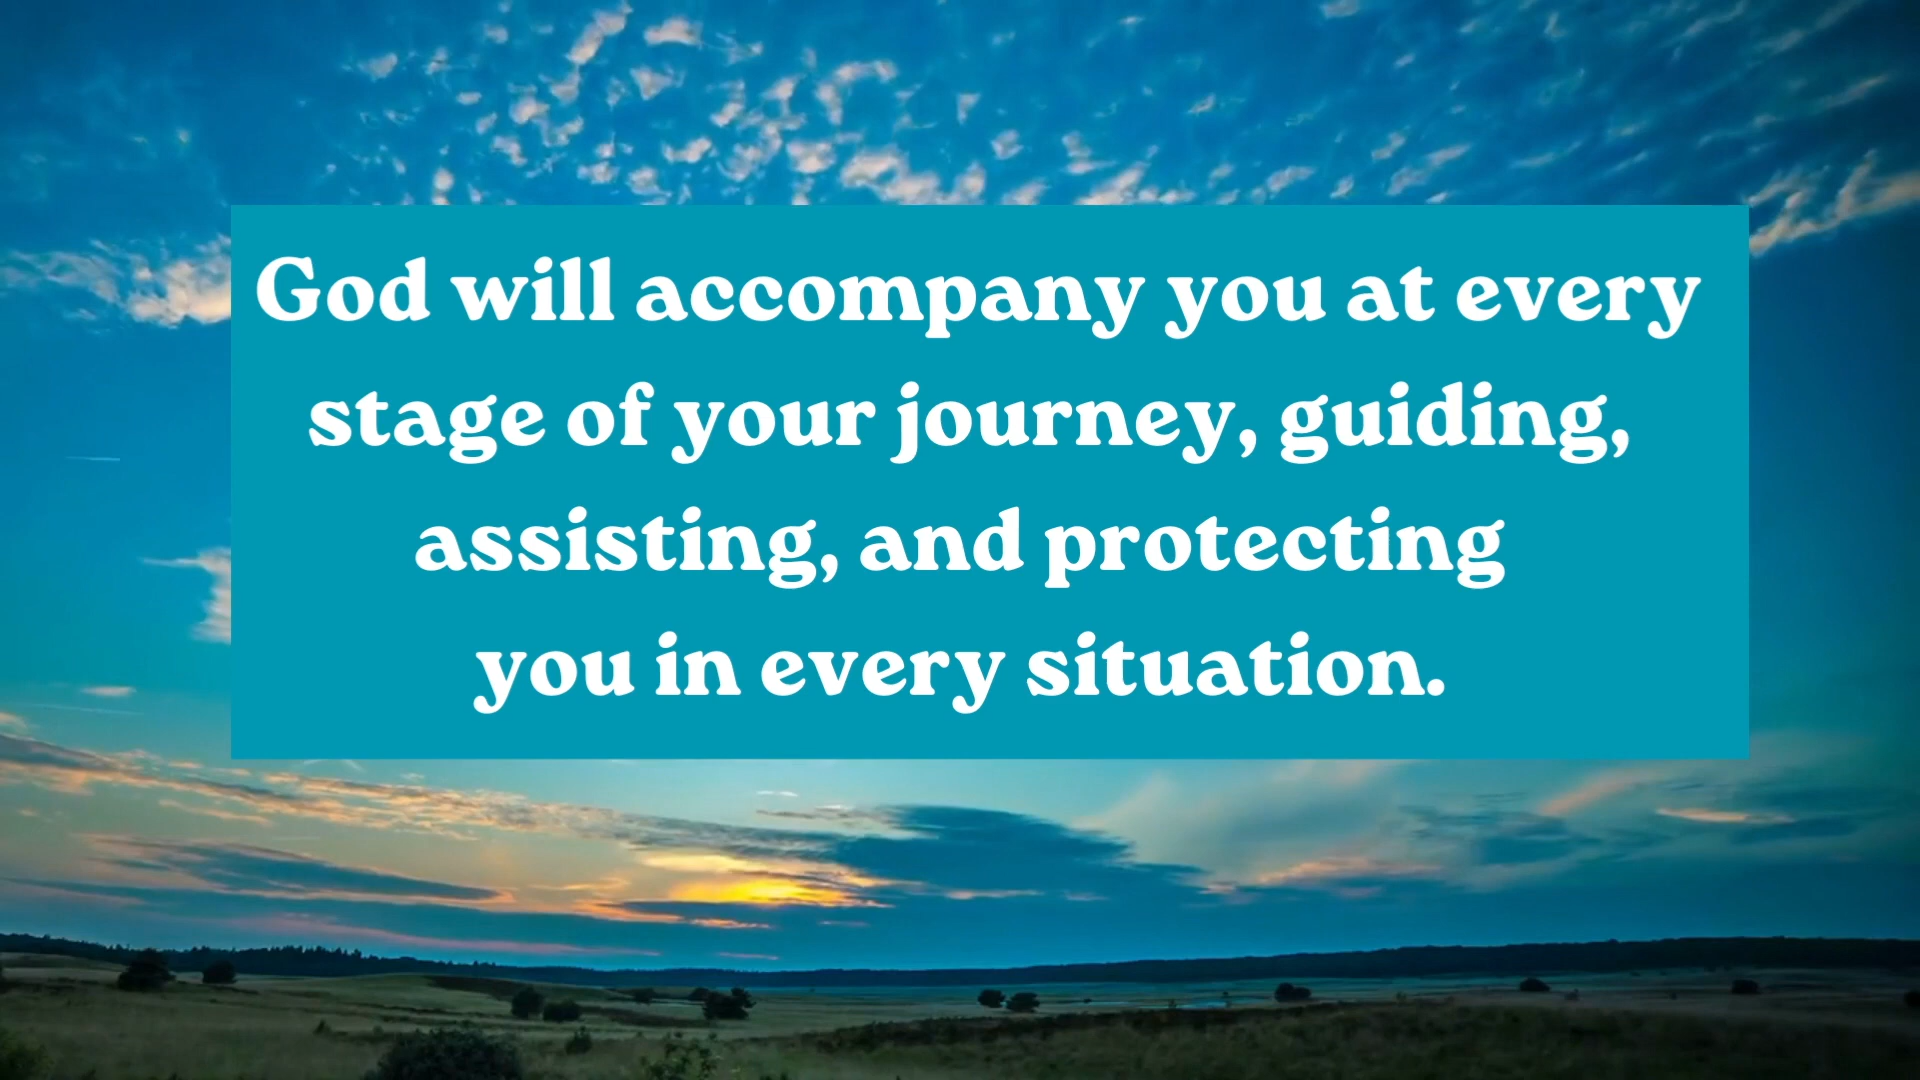 God will accompany you at every
stage of your journey, guiding,
assisting, and protecting
you in every situation.